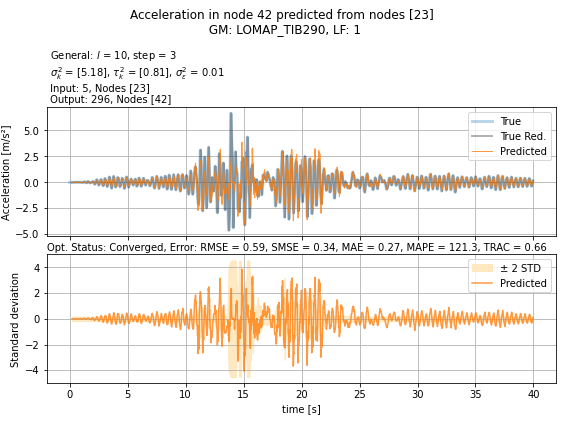 Acceleration in node 42 predicted from nodes [23]
GM: LOMAP_TIB290, LF: 1
General: l = 10, step = 3
σ²ₖ = [5.18], τ²ₖ = [0.81], σ²ε = 0.01
Input: 5, Nodes [23]
Output: 296, Nodes [42]
Acceleration [m/s²]
5.0
2.5
0.0
−2.5
−5.0
True
True Red.
Predicted
Opt. Status: Converged, Error: RMSE = 0.59, SMSE = 0.34, MAE = 0.27, MAPE = 121.3, TRAC = 0.66
Standard deviation
4
2
0
−2
−4
± 2 STD
Predicted
0 5 10 15 20 25 30 35 40
time [s]